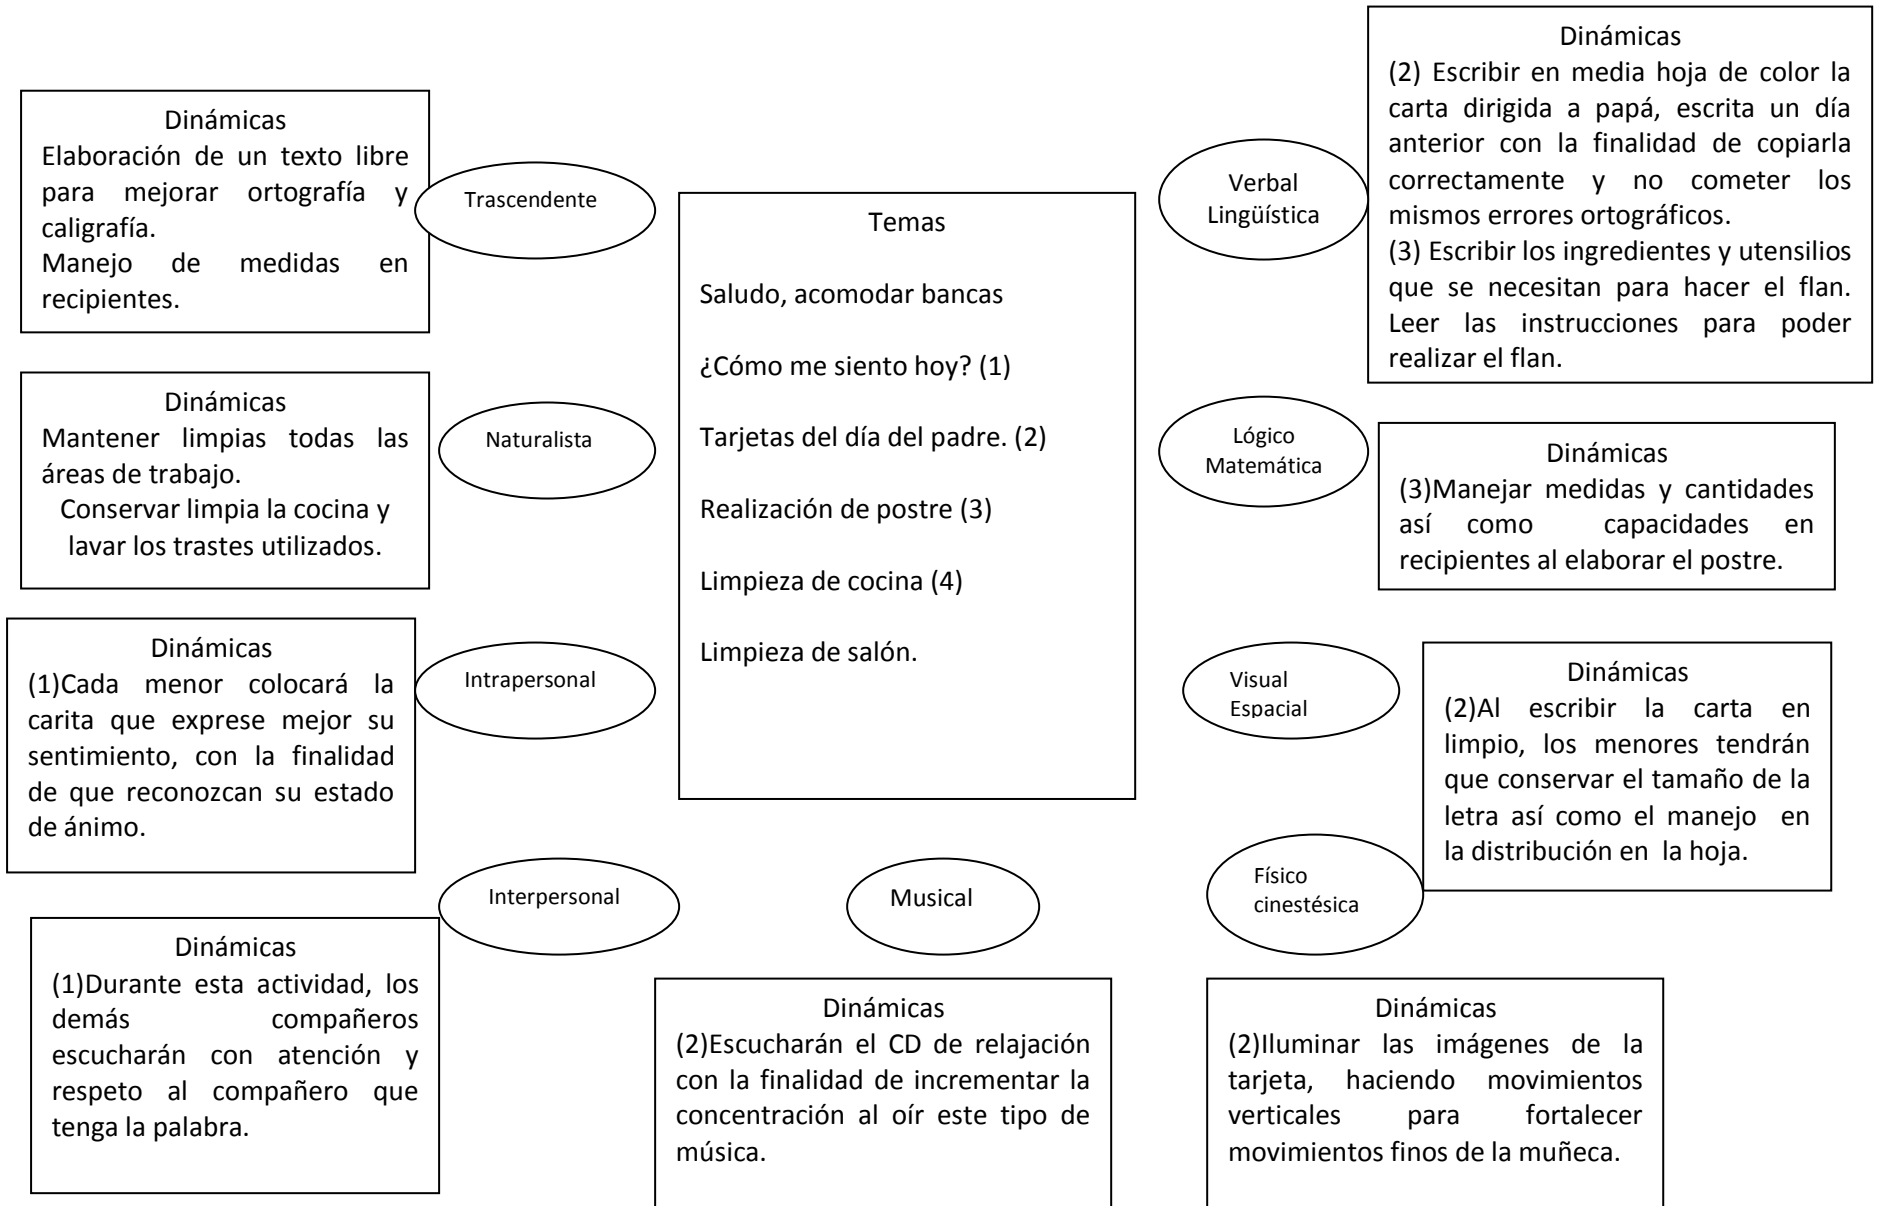 Dinámicas
Elaboración de un texto libre
para mejorar ortografía y
caligrafía.
Manejo de medidas en
recipientes.
Trascendente
Dinámicas
Mantener limpias todas las
áreas de trabajo.
Conservar limpia la cocina y
lavar los trastes utilizados.
Naturalista
Dinámicas
(1)Cada menor colocará la
carita que exprese mejor su
sentimiento, con la finalidad
de que reconozcan su estado
de ánimo.
Intrapersonal
Dinámicas
(1)Durante esta actividad, los
demás compañeros
escucharán con atención y
respeto al compañero que
tenga la palabra.
Interpersonal
Temas
Saludo, acomodar bancas
¿Cómo me siento hoy? (1)
Tarjetas del día del padre. (2)
Realización de postre (3)
Limpieza de cocina (4)
Limpieza de salón.
Musical
Dinámicas
(2)Escucharán el CD de relajación
con la finalidad de incrementar la
concentración al oír este tipo de
música.
Verbal
Lingüística
Dinámicas
(2) Escribir en media hoja de color la
carta dirigida a papá, escrita un día
anterior con la finalidad de copiarla
correctamente y no cometer los
mismos errores ortográficos.
(3) Escribir los ingredientes y utensilios
que se necesitan para hacer el flan.
Leer las instrucciones para poder
realizar el flan.
Lógico
Matemática
Dinámicas
(3)Manejar medidas y cantidades
así como capacidades en
recipientes al elaborar el postre.
Visual
Espacial
Dinámicas
(2)Al escribir la carta en
limpio, los menores tendrán
que conservar el tamaño de la
letra así como el manejo en
la distribución en la hoja.
Físico
cinestésica
Dinámicas
(2)Iluminar las imágenes de la
tarjeta, haciendo movimientos
verticales para fortalecer
movimientos finos de la muñeca.